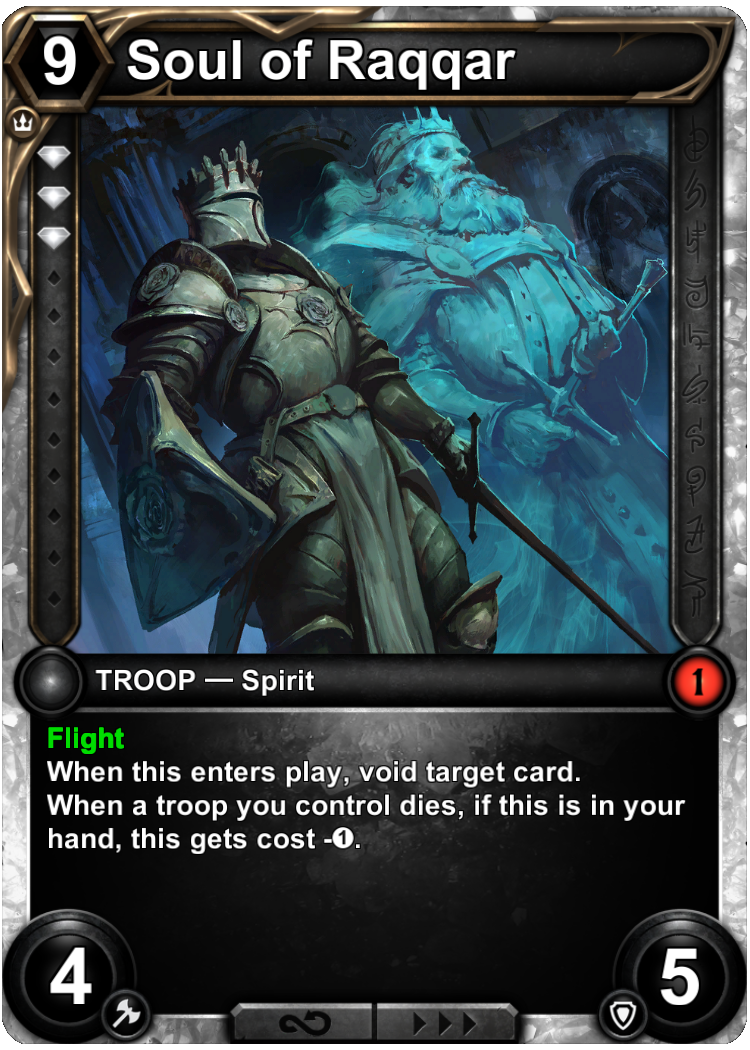 9
Soul of Raqqar
TROOP — Spirit
1
Flight
When this enters play, void target card.
When a troop you control dies, if this is in your
hand, this gets cost -❶.
4
5